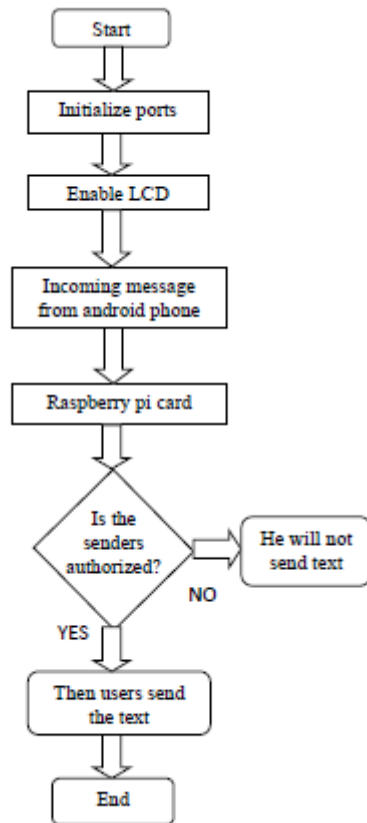 Start
Initialize ports
Enable LCD
Incoming message
from android phone
Raspberry pi card
Is the
senders
authorized?
He will not
send text
NO
YES
Then users send
the text
End